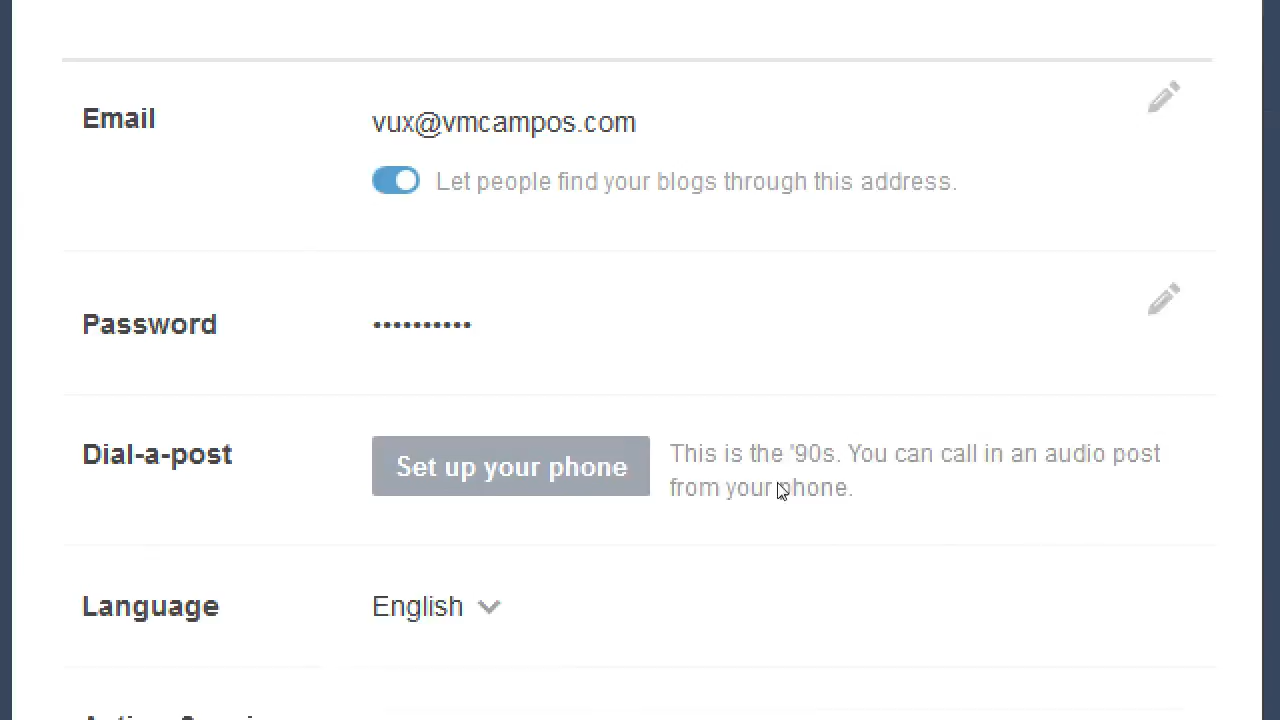 Email
vux@vmcampos.com
Let people find your blogs through this address.
Password
••••••••••
Dial-a-post
Set up your phone
This is the '90s. You can call in an audio post
from your phone.
Language
English